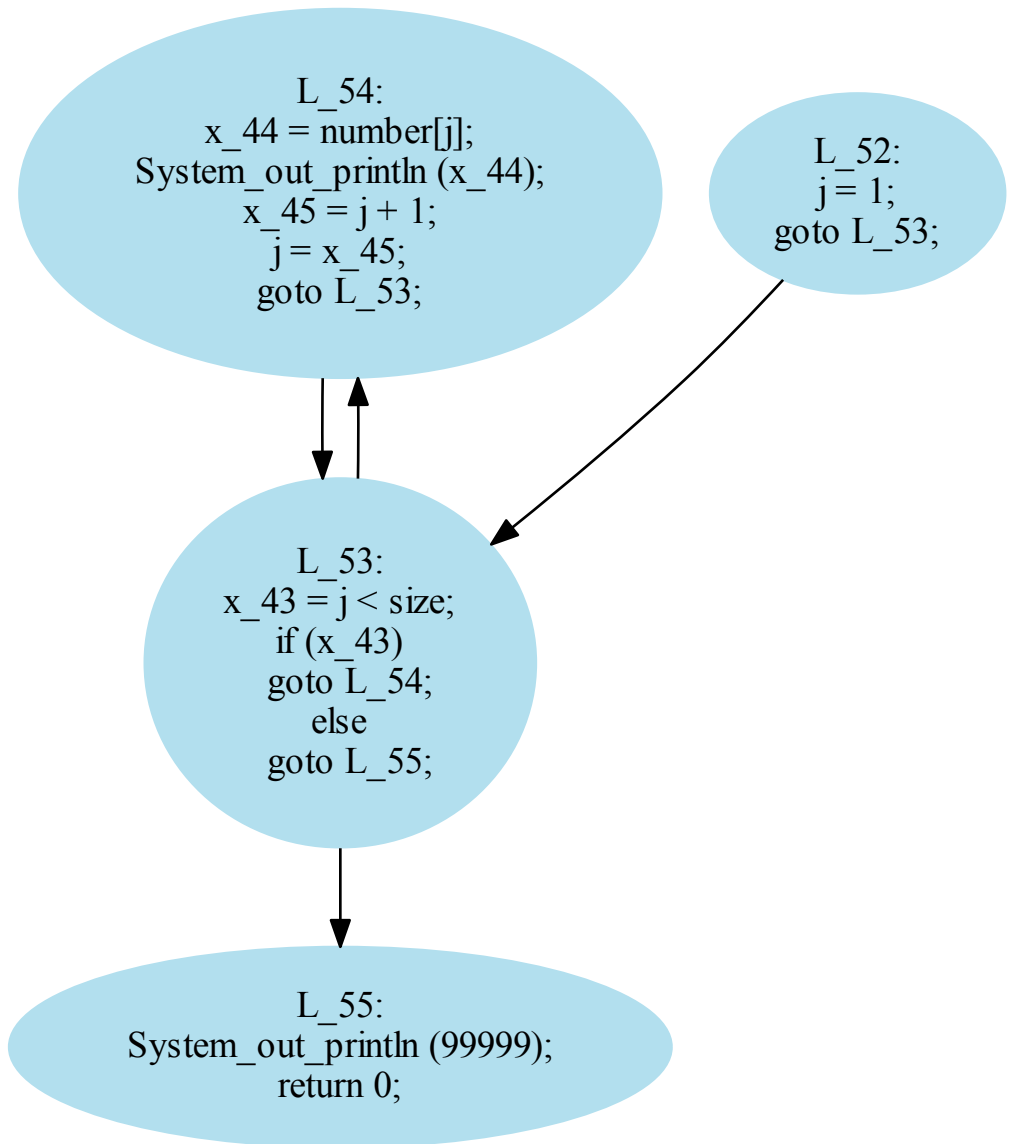 L_54:
x_44 = number[j];
System_out_println (x_44);
x_45 = j + 1;
j = x_45;
goto L_53;
L_52:
j = 1;
goto L_53;
L_53:
x_43 = j < size;
if (x_43)
goto L_54;
else
goto L_55;
L_55:
System_out_println (99999);
return 0;